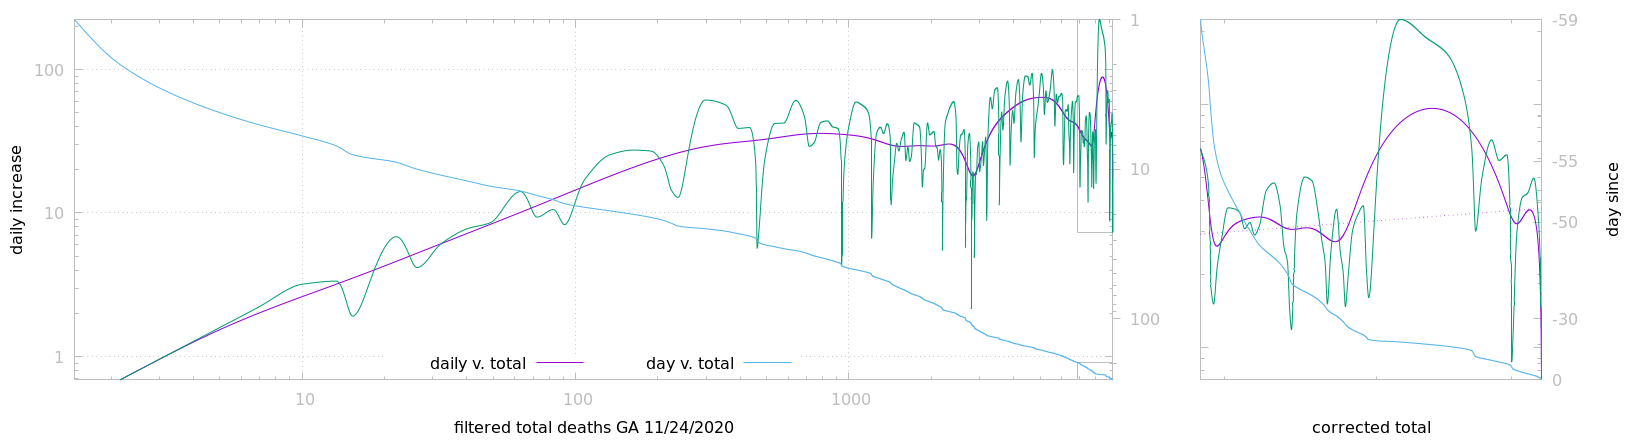 daily increase
100
10
1
10
100
1000
filtered total deaths GA 11/24/2020
daily v. total
day v. total
1
10
100
-59
-55
-50
-30
0
day since
corrected total